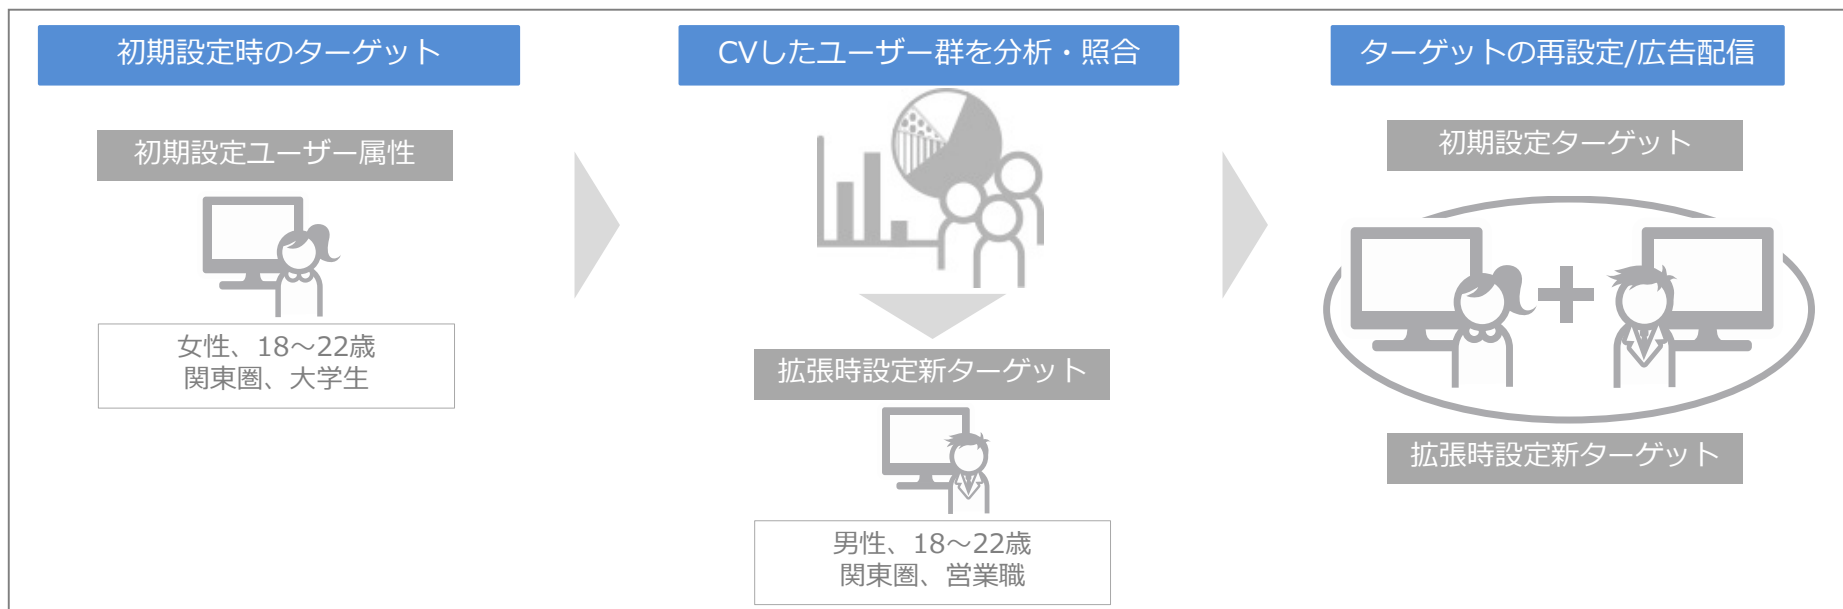 初期設定時のターゲット
初期設定ユーザー属性
女性、18～22歳
関東圏、大学生
CVしたユーザー群を分析・照合
拡張時設定新ターゲット
男性、18～22歳
関東圏、営業職
ターゲットの再設定/広告配信
初期設定ターゲット
拡張時設定新ターゲット